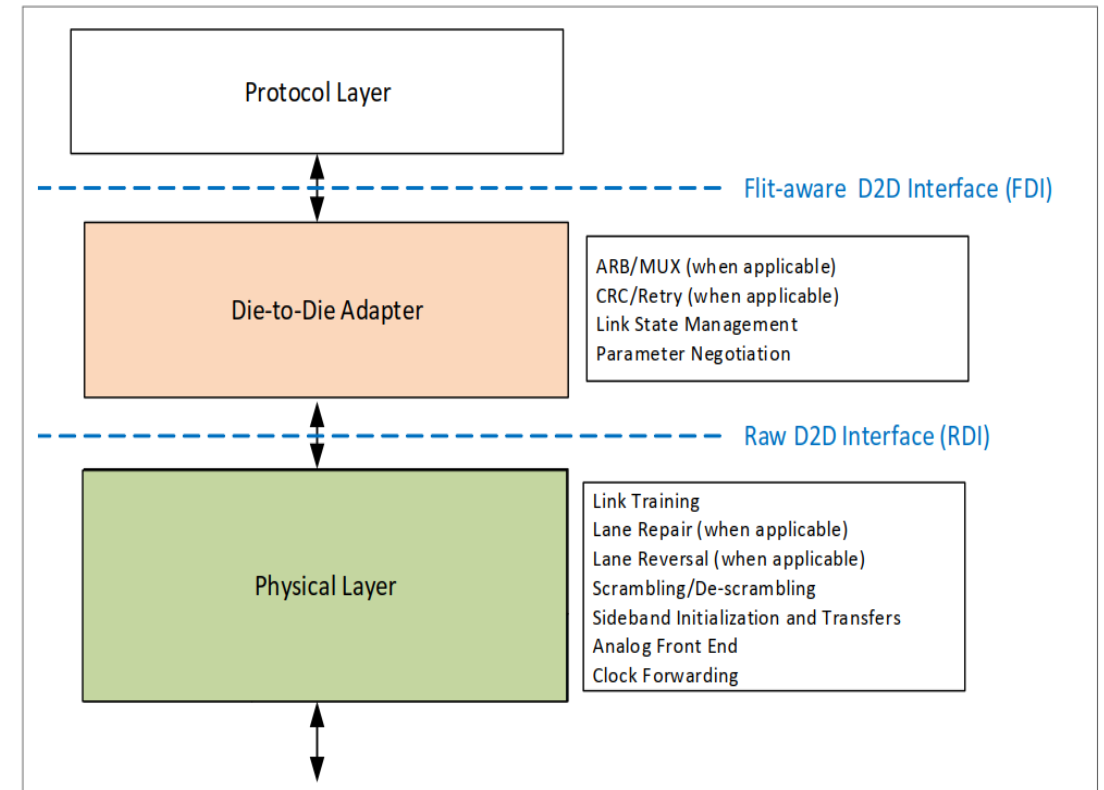 Protocol Layer
Flit-aware D2D Interface (FDI)
Die-to-Die Adapter
ARB/MUX (when applicable)
CRC/Retry (when applicable)
Link State Management
Parameter Negotiation
Raw D2D Interface (RDI)
Physical Layer
Link Training
Lane Repair (when applicable)
Lane Reversal (when applicable)
Scrambling/De-scrambling
Sideband Initialization and Transfers
Analog Front End
Clock Forwarding